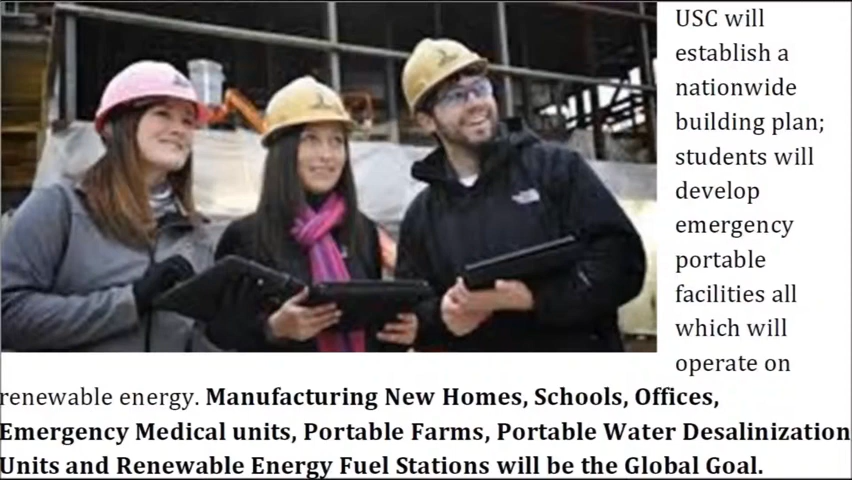 USC will
establish a
nationwide
building plan;
students will
develop
emergency
portable
facilities all
which will
operate on
renewable energy. Manufacturing New Homes, Schools, Offices,
Emergency Medical units, Portable Farms, Portable Water Desalinization
Units and Renewable Energy Fuel Stations will be the Global Goal.